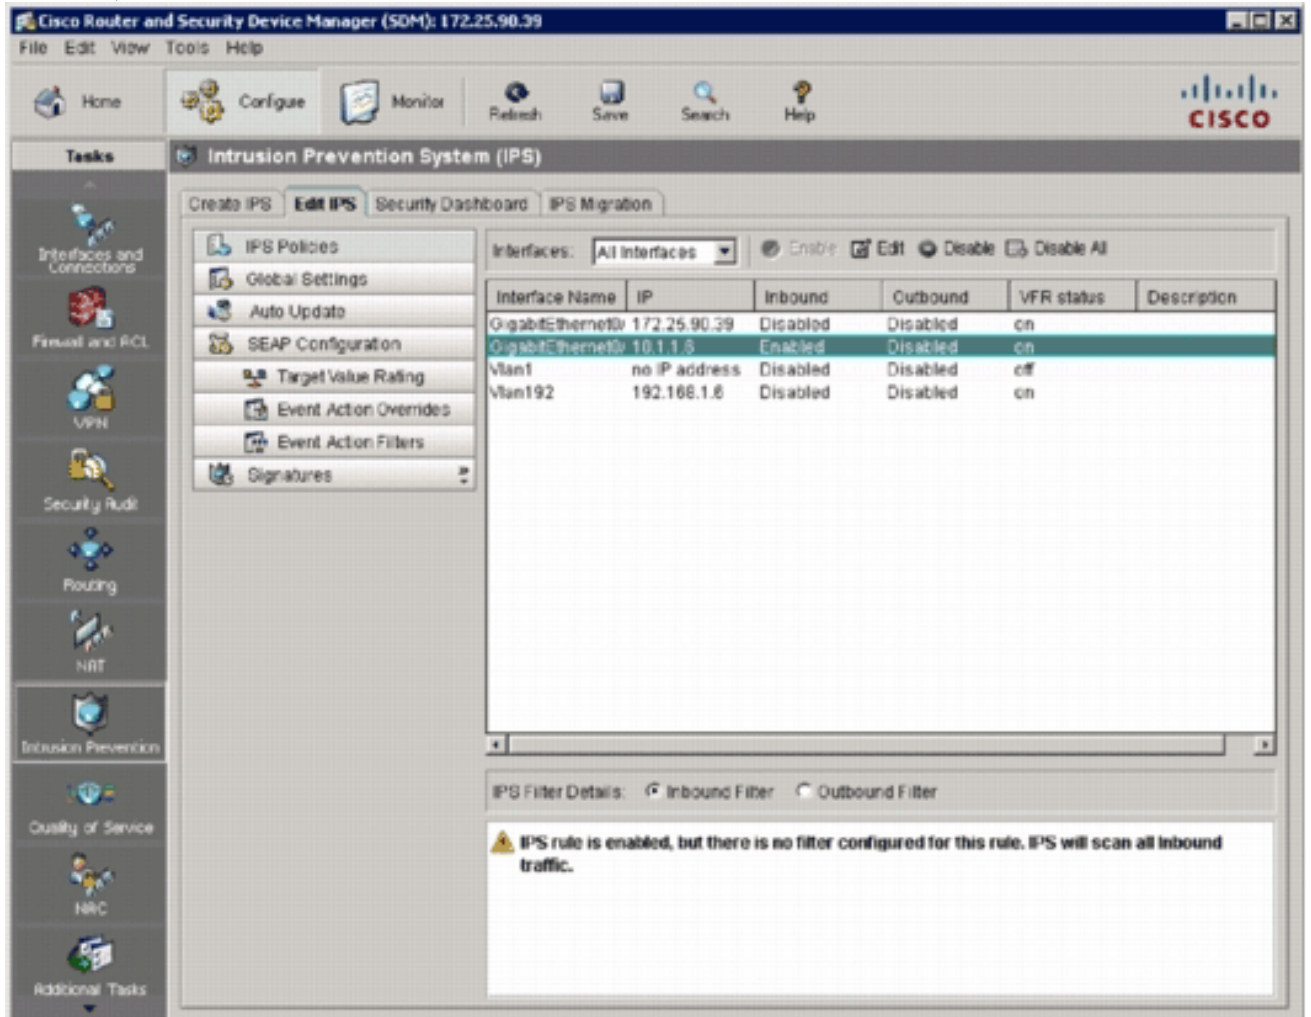 Cisco Router and Security Device Manager (SDM): 172.25.90.39
File Edit View Tools Help
Home Configure Monitor Refresh Save Search Help
CISCO
Tasks
Intrusion Prevention System (IPS)
Create IPS Edit IPS Security Dashboard IPS Migration
Interfaces and Connections
Firewall and ACL
VPN
Security Audit
Routing
NAT
Intrusion Prevention
Quality of Service
NAC
Additional Tasks
IPS Policies
Global Settings
Auto Update
SEAP Configuration
Target Value Rating
Event Action Overrides
Event Action Filters
Signatures
Interfaces: All Interfaces Enable Edit Disable Disable All
Interface Name IP Inbound Outbound VFR status Description
GigabitEthernet0/ 172.25.90.39 Disabled Disabled on
GigabitEthernet0/ 10.1.1.6 Enabled Disabled on
Vlan1 no IP address Disabled Disabled off
Vlan192 192.168.1.6 Disabled Disabled on
IPS Filter Details: Inbound Filter Outbound Filter
IPS rule is enabled, but there is no filter configured for this rule. IPS will scan all Inbound
traffic.